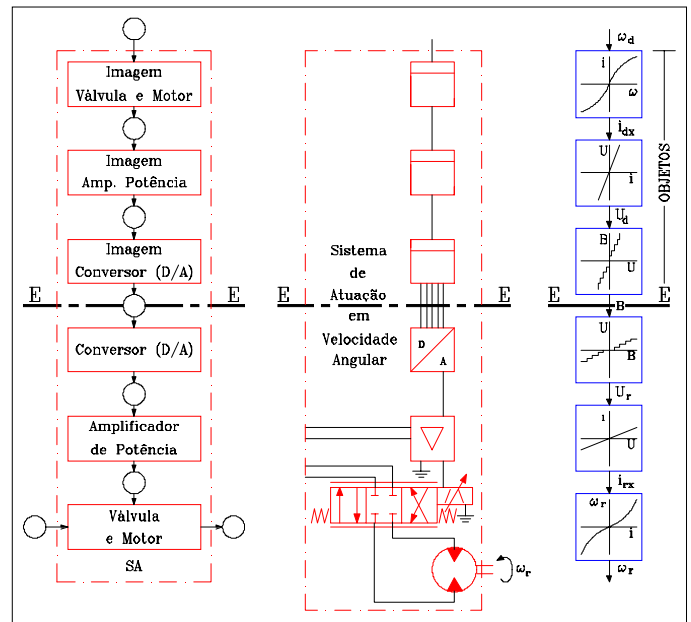 Imagem
Válvula e Motor
Imagem
Amp. Potência
Imagem
Conversor (D/A)
E
E
Conversor (D/A)
Amplificador
de Potência
Válvula
e Motor
SA
Sistema
de
Atuação
em
Velocidade
Angular
E
E
D
A
ωr
ωd
i
ω
idx
U
i
Ud
B
U
E
B
E
U
B
Ur
i
U
irx
ωr
i
ωr
OBJETOS